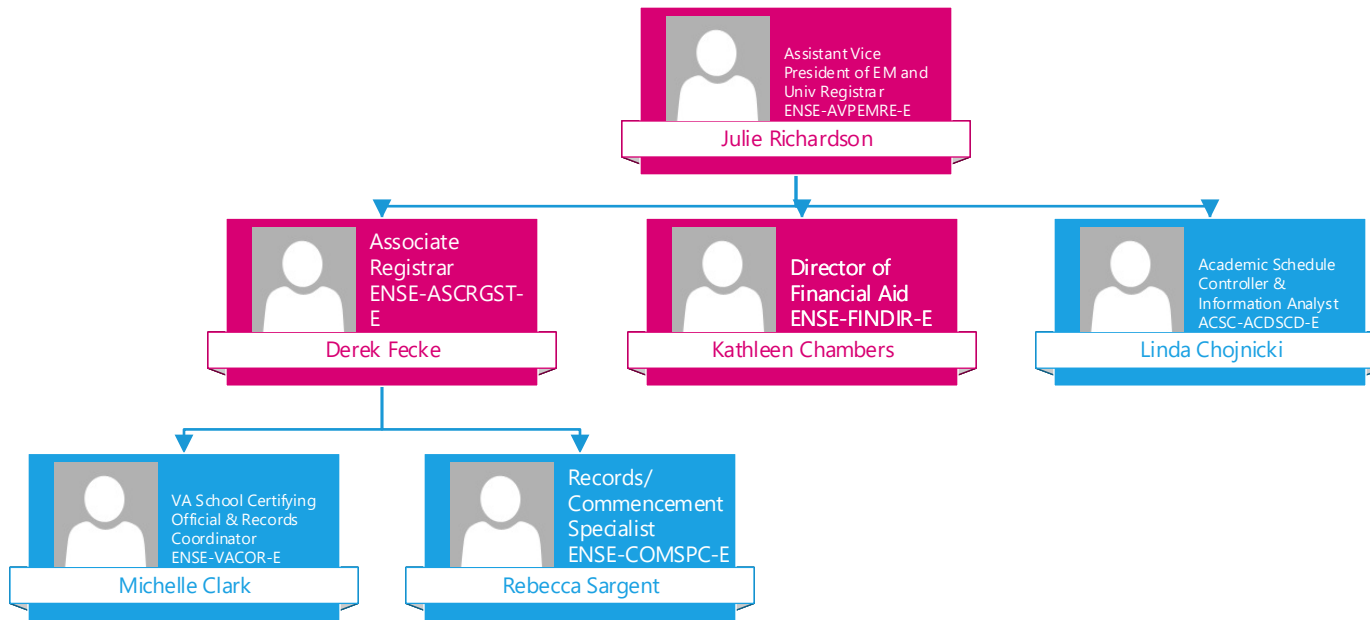 Assistant Vice
President of EM and
Univ Registrar
ENSE-AVPEMRE-E
Julie Richardson
Associate
Registrar
ENSE-ASCRGST-
E
Derek Fecke
Director of
Financial Aid
ENSE-FINDIR-E
Kathleen Chambers
Academic Schedule
Controller &
Information Analyst
ACSC-ACDSCD-E
Linda Chojnicki
VA School Certifying
Official & Records
Coordinator
ENSE-VACOR-E
Michelle Clark
Records/
Commencement
Specialist
ENSE-COMSPC-E
Rebecca Sargent